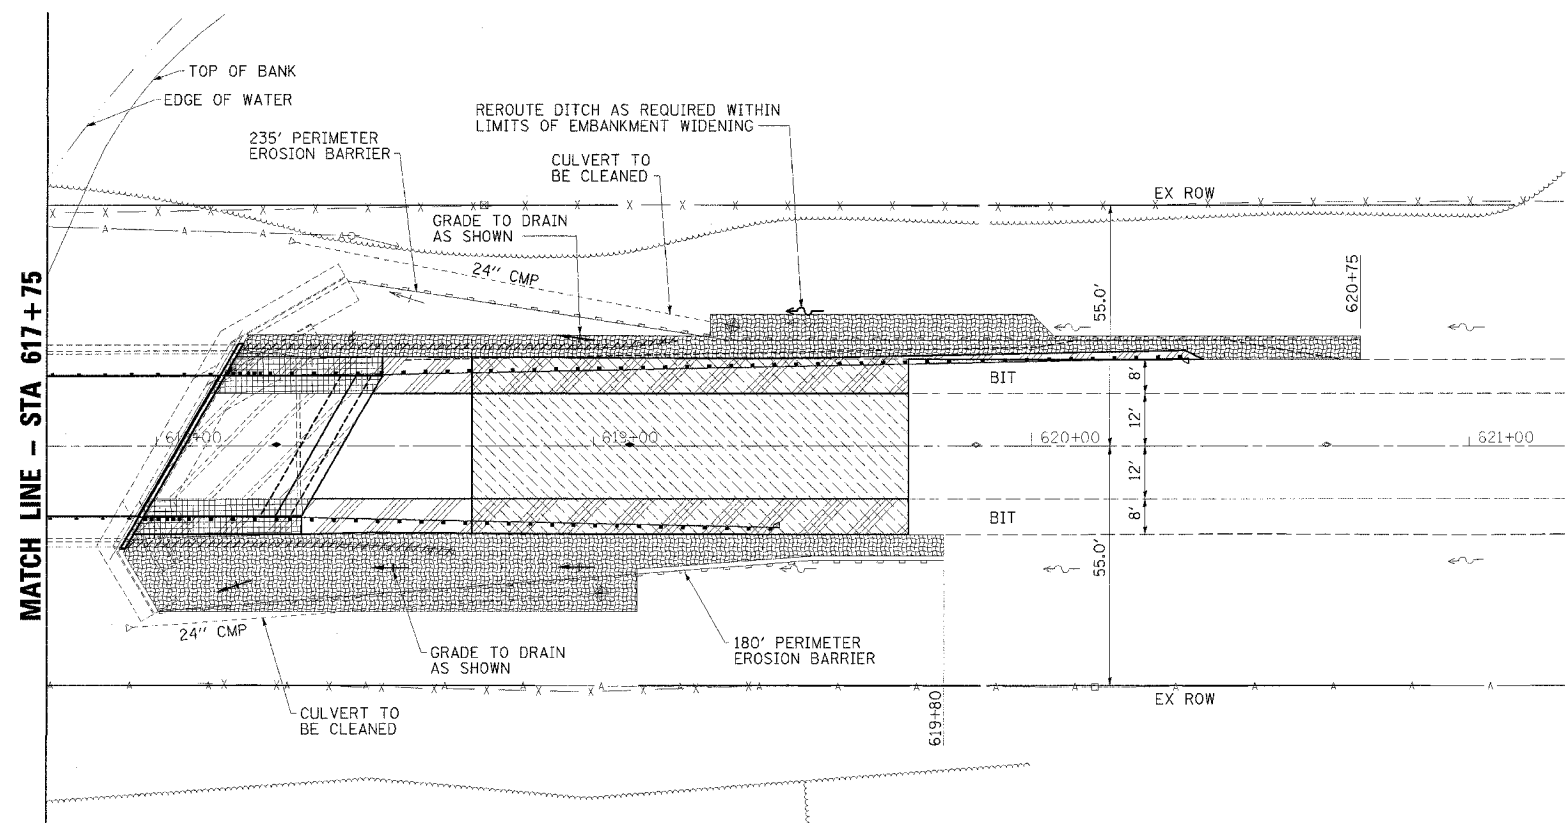 TOP OF BANK
EDGE OF WATER
REROUTE DITCH AS REQUIRED WITHIN
LIMITS OF EMBANKMENT WIDENING
235' PERIMETER
EROSION BARRIER
CULVERT TO
BE CLEANED
EX ROW
GRADE TO DRAIN
AS SHOWN
24" CMP
620+75
55.0'
MATCH LINE - STA 617+75
BIT
8'
12'
619+00
620+00
621+00
12'
BIT
8'
55.0'
24" CMP
GRADE TO DRAIN
AS SHOWN
180' PERIMETER
EROSION BARRIER
EX ROW
CULVERT TO
BE CLEANED
619+80